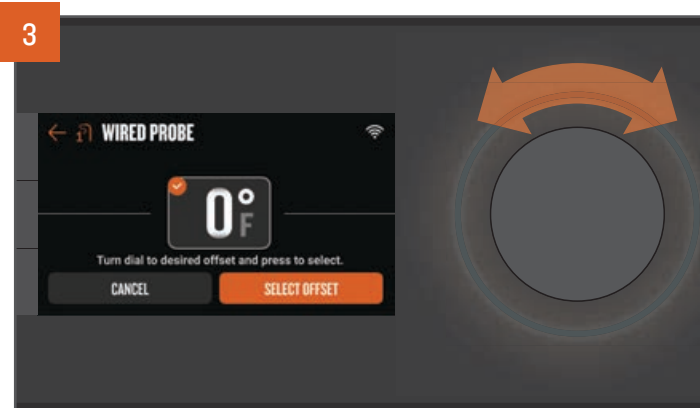 3
WIRED PROBE
0°F
Turn dial to desired offset and press to select.
CANCEL
SELECT OFFSET